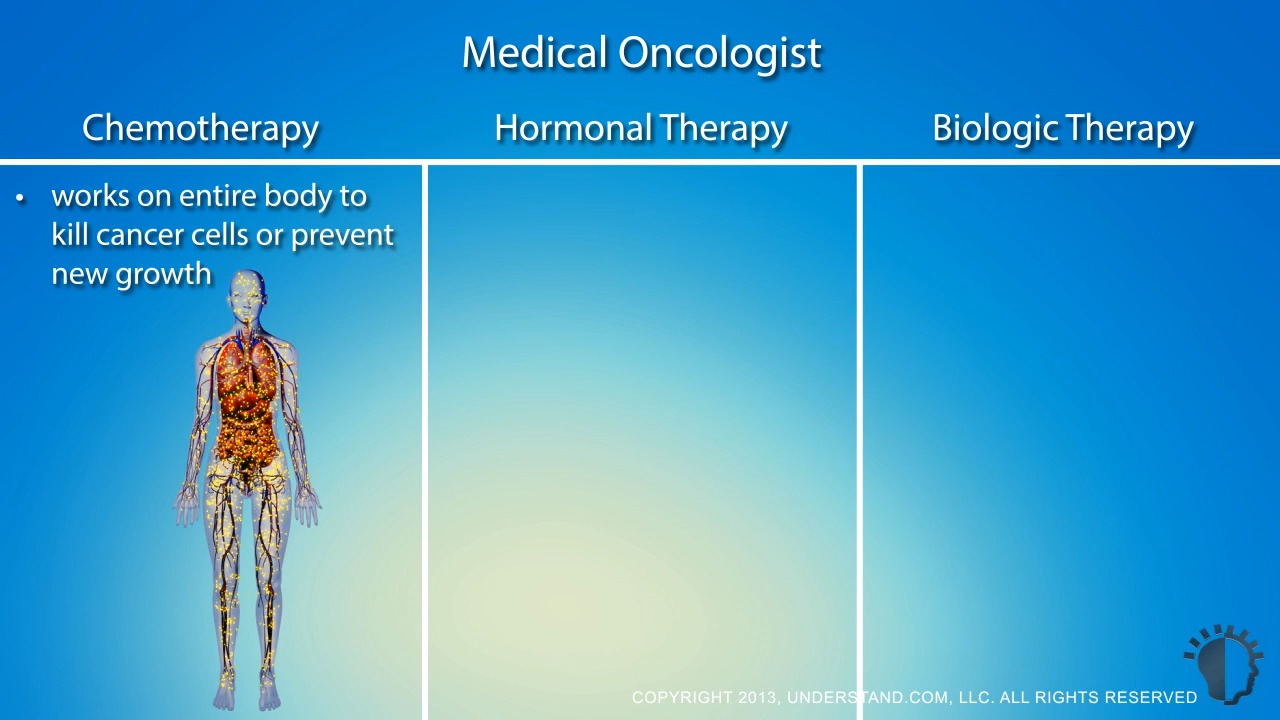 Medical Oncologist
Chemotherapy
Hormonal Therapy
Biologic Therapy
• works on entire body to
kill cancer cells or prevent
new growth
COPYRIGHT 2013, UNDERSTAND.COM, LLC. ALL RIGHTS RESERVED